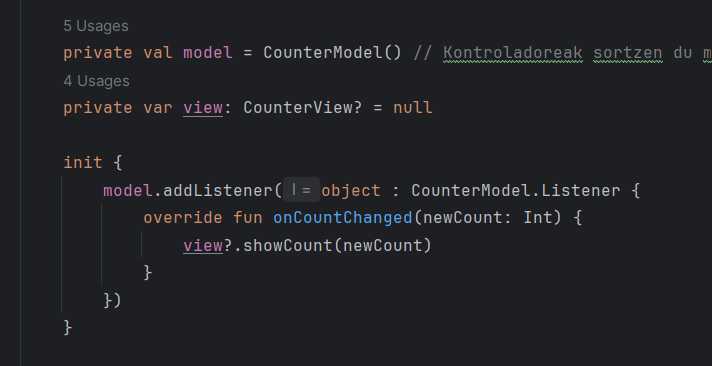 5 Usages
private val model = CounterModel() // Kontroladoreak sortzen du
4 Usages
private var view: CounterView? = null
init {
model.addListener( l = object : CounterModel.Listener {
override fun onCountChanged(newCount: Int) {
view?.showCount(newCount)
}
})
}